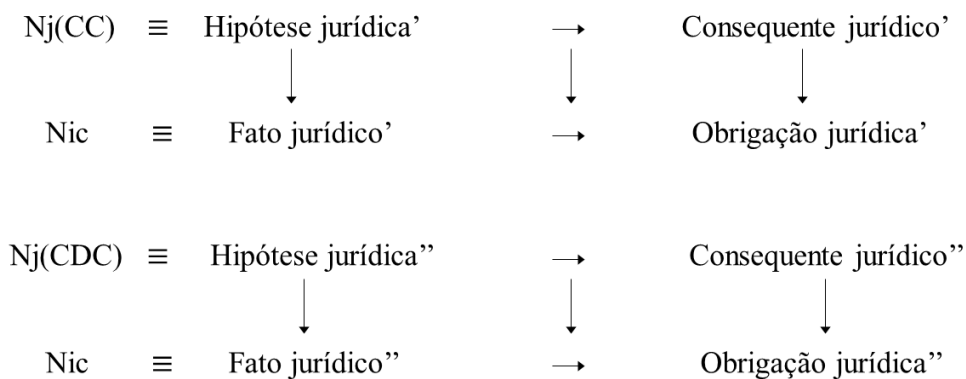 Nj(CC) ≡ Hipótese jurídica’ → Consequente jurídico’
Nic ≡ Fato jurídico’ → Obrigação jurídica’
Nj(CDC) ≡ Hipótese jurídica’’ → Consequente jurídico’’
Nic ≡ Fato jurídico’’ → Obrigação jurídica’’